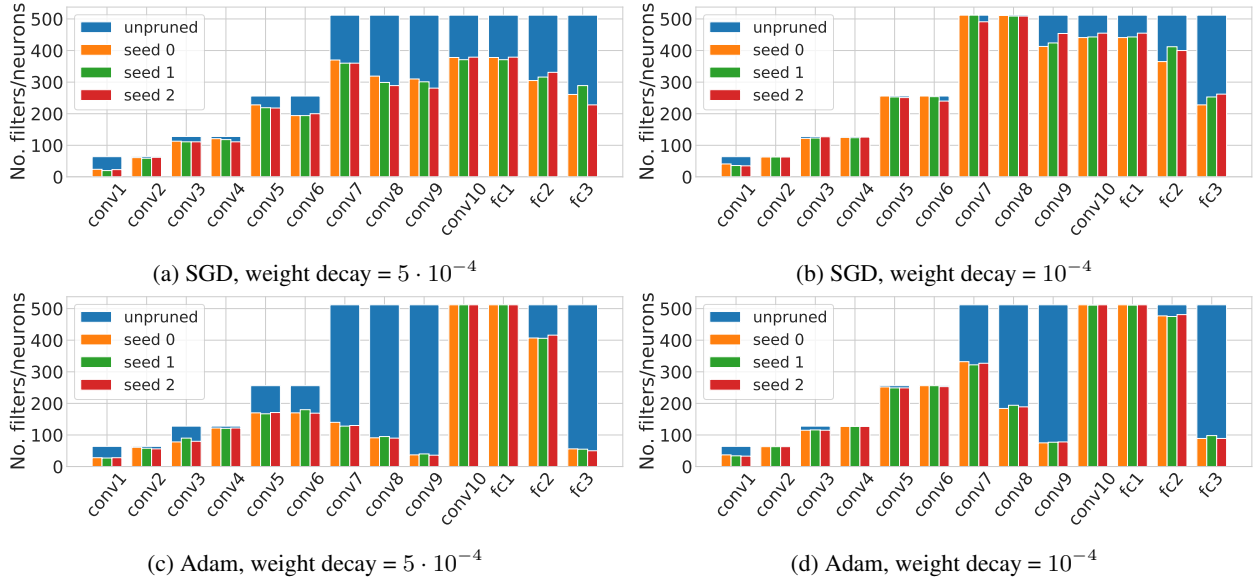 No. filters/neurons
500
400
300
200
100
0
unpruned
seed 0
seed 1
seed 2
conv1
conv2
conv3
conv4
conv5
conv6
conv7
conv8
conv9
conv10
fc1
fc2
fc3
(a) SGD, weight decay = 5 · 10⁻⁴
No. filters/neurons
500
400
300
200
100
0
unpruned
seed 0
seed 1
seed 2
conv1
conv2
conv3
conv4
conv5
conv6
conv7
conv8
conv9
conv10
fc1
fc2
fc3
(b) SGD, weight decay = 10⁻⁴
No. filters/neurons
500
400
300
200
100
0
unpruned
seed 0
seed 1
seed 2
conv1
conv2
conv3
conv4
conv5
conv6
conv7
conv8
conv9
conv10
fc1
fc2
fc3
(c) Adam, weight decay = 5 · 10⁻⁴
No. filters/neurons
500
400
300
200
100
0
unpruned
seed 0
seed 1
seed 2
conv1
conv2
conv3
conv4
conv5
conv6
conv7
conv8
conv9
conv10
fc1
fc2
fc3
(d) Adam, weight decay = 10⁻⁴